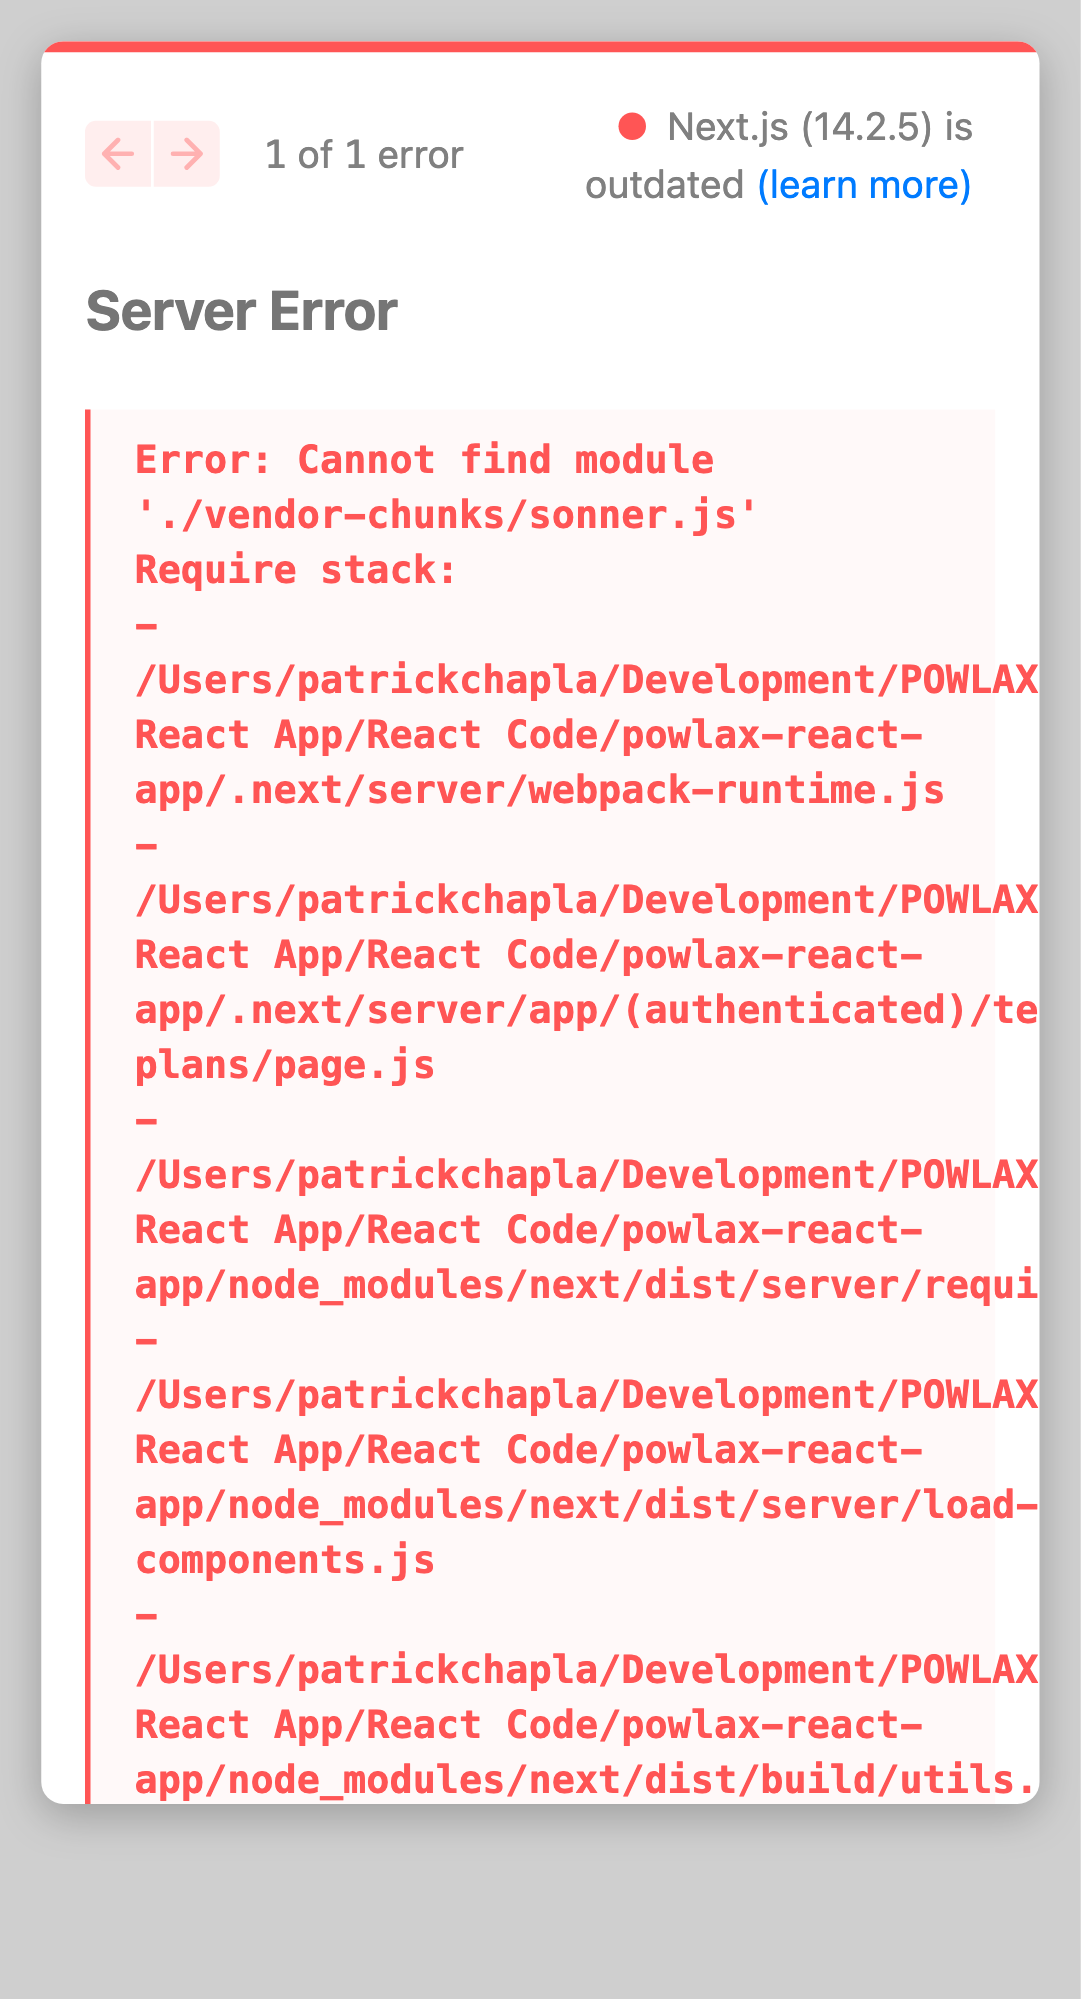 1 of 1 error
Next.js (14.2.5) is
outdated (learn more)
Server Error
Error: Cannot find module
'./vendor-chunks/sonner.js'
Require stack:
-
/Users/patrickchapla/Development/POWLAX
React App/React Code/powlax-react-
app/.next/server/webpack-runtime.js
-
/Users/patrickchapla/Development/POWLAX
React App/React Code/powlax-react-
app/.next/server/app/(authenticated)/te
plans/page.js
-
/Users/patrickchapla/Development/POWLAX
React App/React Code/powlax-react-
app/node_modules/next/dist/server/requi
-
/Users/patrickchapla/Development/POWLAX
React App/React Code/powlax-react-
app/node_modules/next/dist/server/load-
components.js
-
/Users/patrickchapla/Development/POWLAX
React App/React Code/powlax-react-
app/node_modules/next/dist/build/utils.